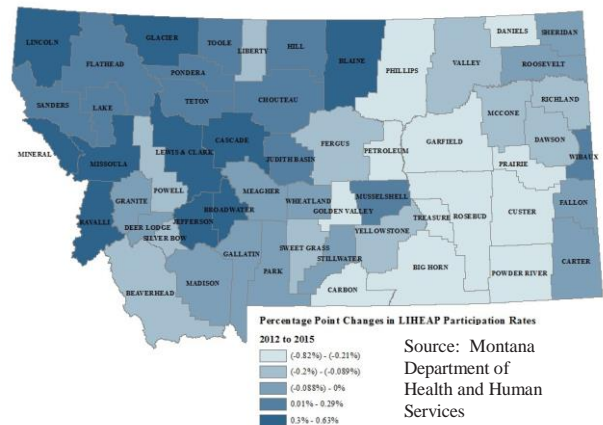 LINCOLN
GLACIER
TOOLE
LIBERTY
HILL
BLAINE
PHILLIPS
DANIELS
SHERIDAN
VALLEY
ROOSEVELT
FLATHEAD
PONDERA
RICHLAND
SANDERS
LAKE
TETON
CHOUTEAU
MCCONE
DAWSON
MINERAL
MISSOULA
LEWIS & CLARK
CASCADE
FERGUS
PETROLEUM
GARFIELD
PRAIRIE
WIBAUX
JUDITH BASIN
POWELL
MEAGHER
GRANITE
RAVALLI
DEER LODGE
JEFFERSON
BROADWATER
WHEATLAND
MUSSELSHELL
GOLDEN VALLEY
TREASURE
ROSEBUD
CUSTER
FALLON
SILVER BOW
GALLATIN
SWEET GRASS
STILLWATER
YELLOWSTONE
CARTER
BEAVERHEAD
MADISON
PARK
CARBON
BIG HORN
POWDER RIVER
Percentage Point Changes in LIHEAP Participation Rates
2012 to 2015
(-0.82%) - (-0.21%)
(-0.2%) - (-0.089%)
(-0.088%) - 0%
0.01% - 0.29%
0.3% - 0.63%
Source: Montana
Department of
Health and Human
Services